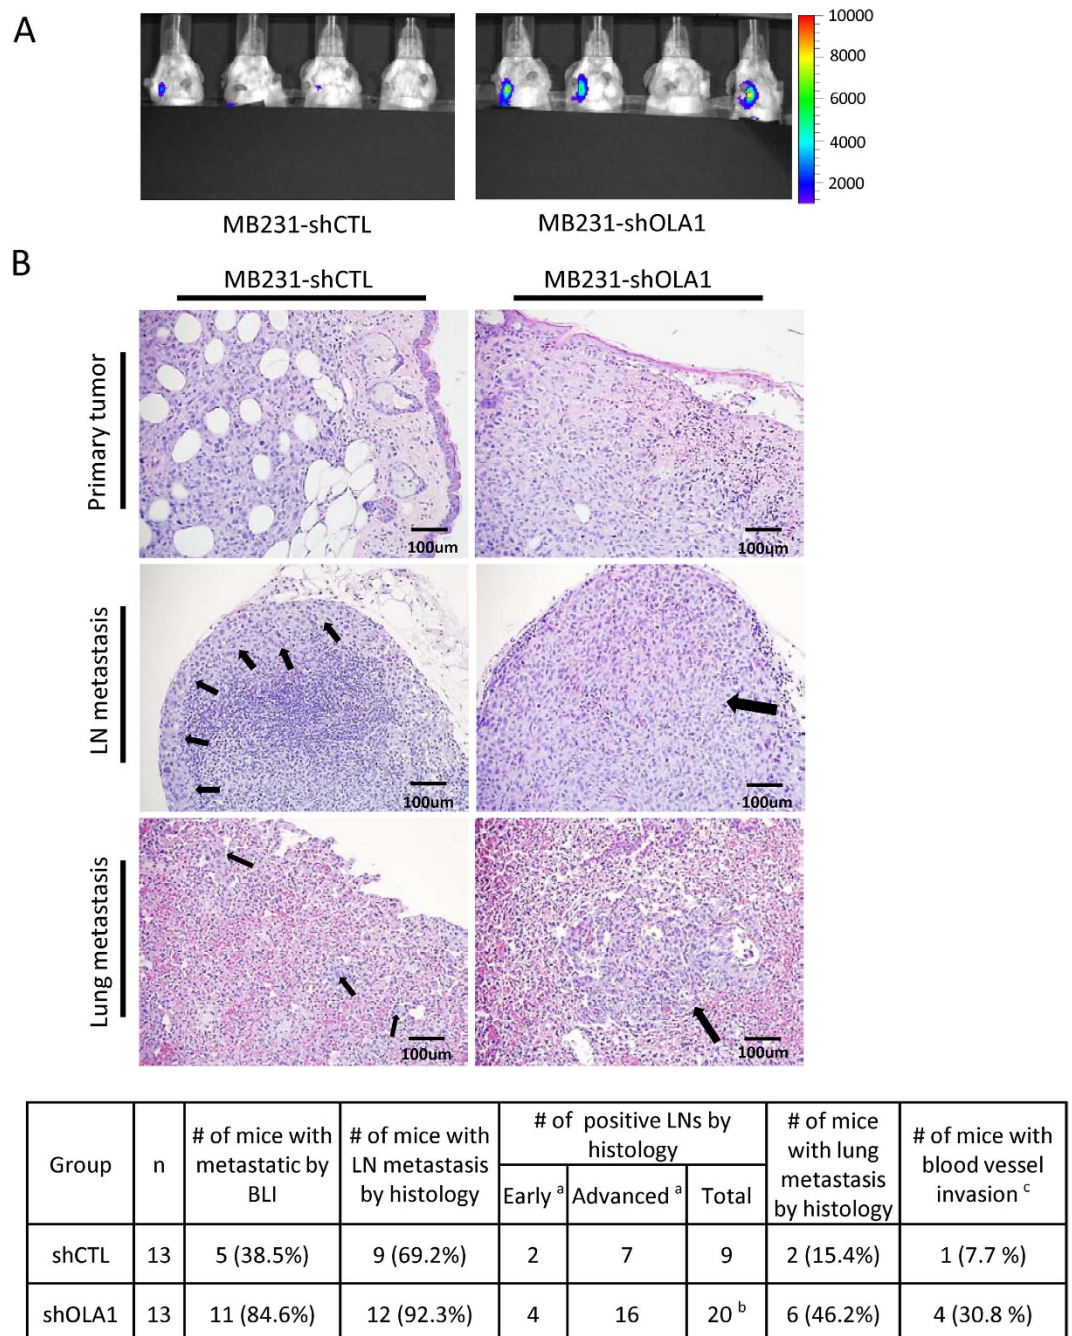 A
10000
8000
6000
4000
2000
MB231-shCTL
MB231-shOLA1
B
MB231-shCTL
MB231-shOLA1
Primary tumor
100um
100um
LN metastasis
100um
100um
Lung metastasis
100um
100um
Group
n
# of mice with
metastatic by
BLI
# of mice with
LN metastasis
by histology
# of positive LNs by
histology
Early a
Advanced a
Total
# of mice
with lung
metastasis
by histology
# of mice with
blood vessel
invasion c
shCTL 13 5 (38.5%) 9 (69.2%) 2 7 9 2 (15.4%) 1 (7.7 %)
shOLA1 13 11 (84.6%) 12 (92.3%) 4 16 20 b 6 (46.2%) 4 (30.8 %)